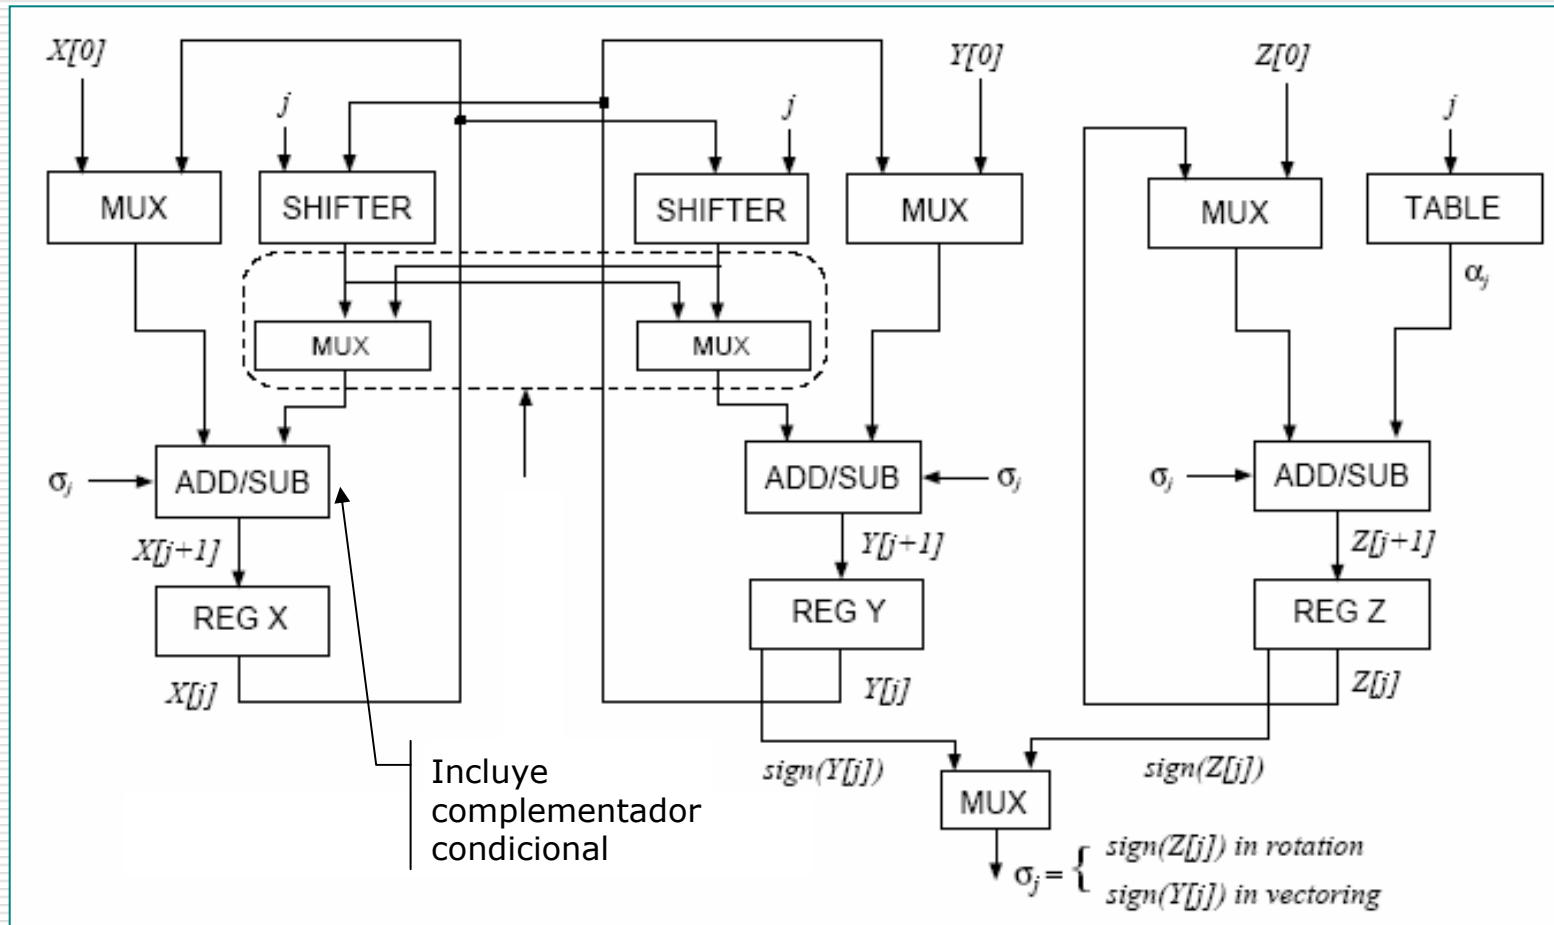 X[0]
Y[0]
Z[0]
j
j
j
MUX
SHIFTER
SHIFTER
MUX
MUX
TABLE
αj
MUX
MUX
σj
ADD/SUB
ADD/SUB
σj
σj
ADD/SUB
X[j+1]
Y[j+1]
Z[j+1]
REG X
REG Y
REG Z
X[j]
Y[j]
Z[j]
sign(Y[j])
sign(Z[j])
Incluye
complementador
condicional
MUX
σj = { sign(Z[j]) in rotation
sign(Y[j]) in vectoring